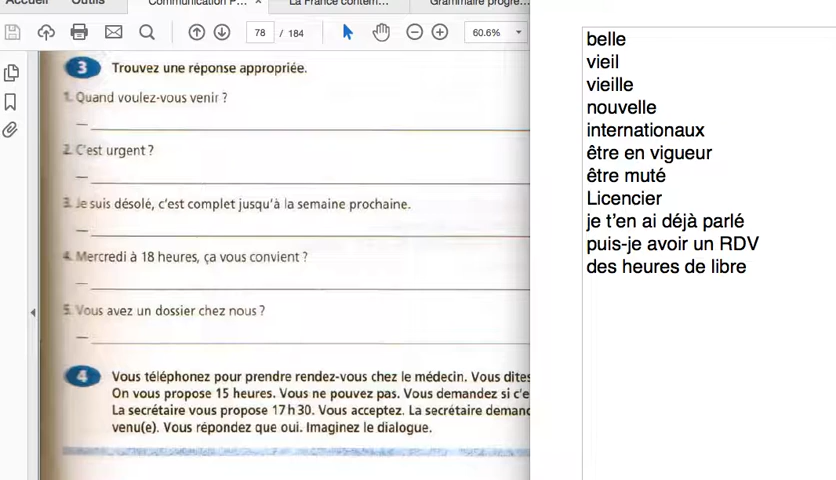 Accueil Outils Communication P... × La France contem... Grammaire progre...
78 / 184 60.6%
3 Trouvez une réponse appropriée.
1. Quand voulez-vous venir ?
—
2. C'est urgent ?
—
3. Je suis désolé, c'est complet jusqu'à la semaine prochaine.
—
4. Mercredi à 18 heures, ça vous convient ?
—
5. Vous avez un dossier chez nous ?
—
4 Vous téléphonez pour prendre rendez-vous chez le médecin. Vous dites
On vous propose 15 heures. Vous ne pouvez pas. Vous demandez si c'e
La secrétaire vous propose 17 h 30. Vous acceptez. La secrétaire demand
venu(e). Vous répondez que oui. Imaginez le dialogue.
belle
vieil
vieille
nouvelle
internationaux
être en vigueur
être muté
Licencier
je t'en ai déjà parlé
puis-je avoir un RDV
des heures de libre